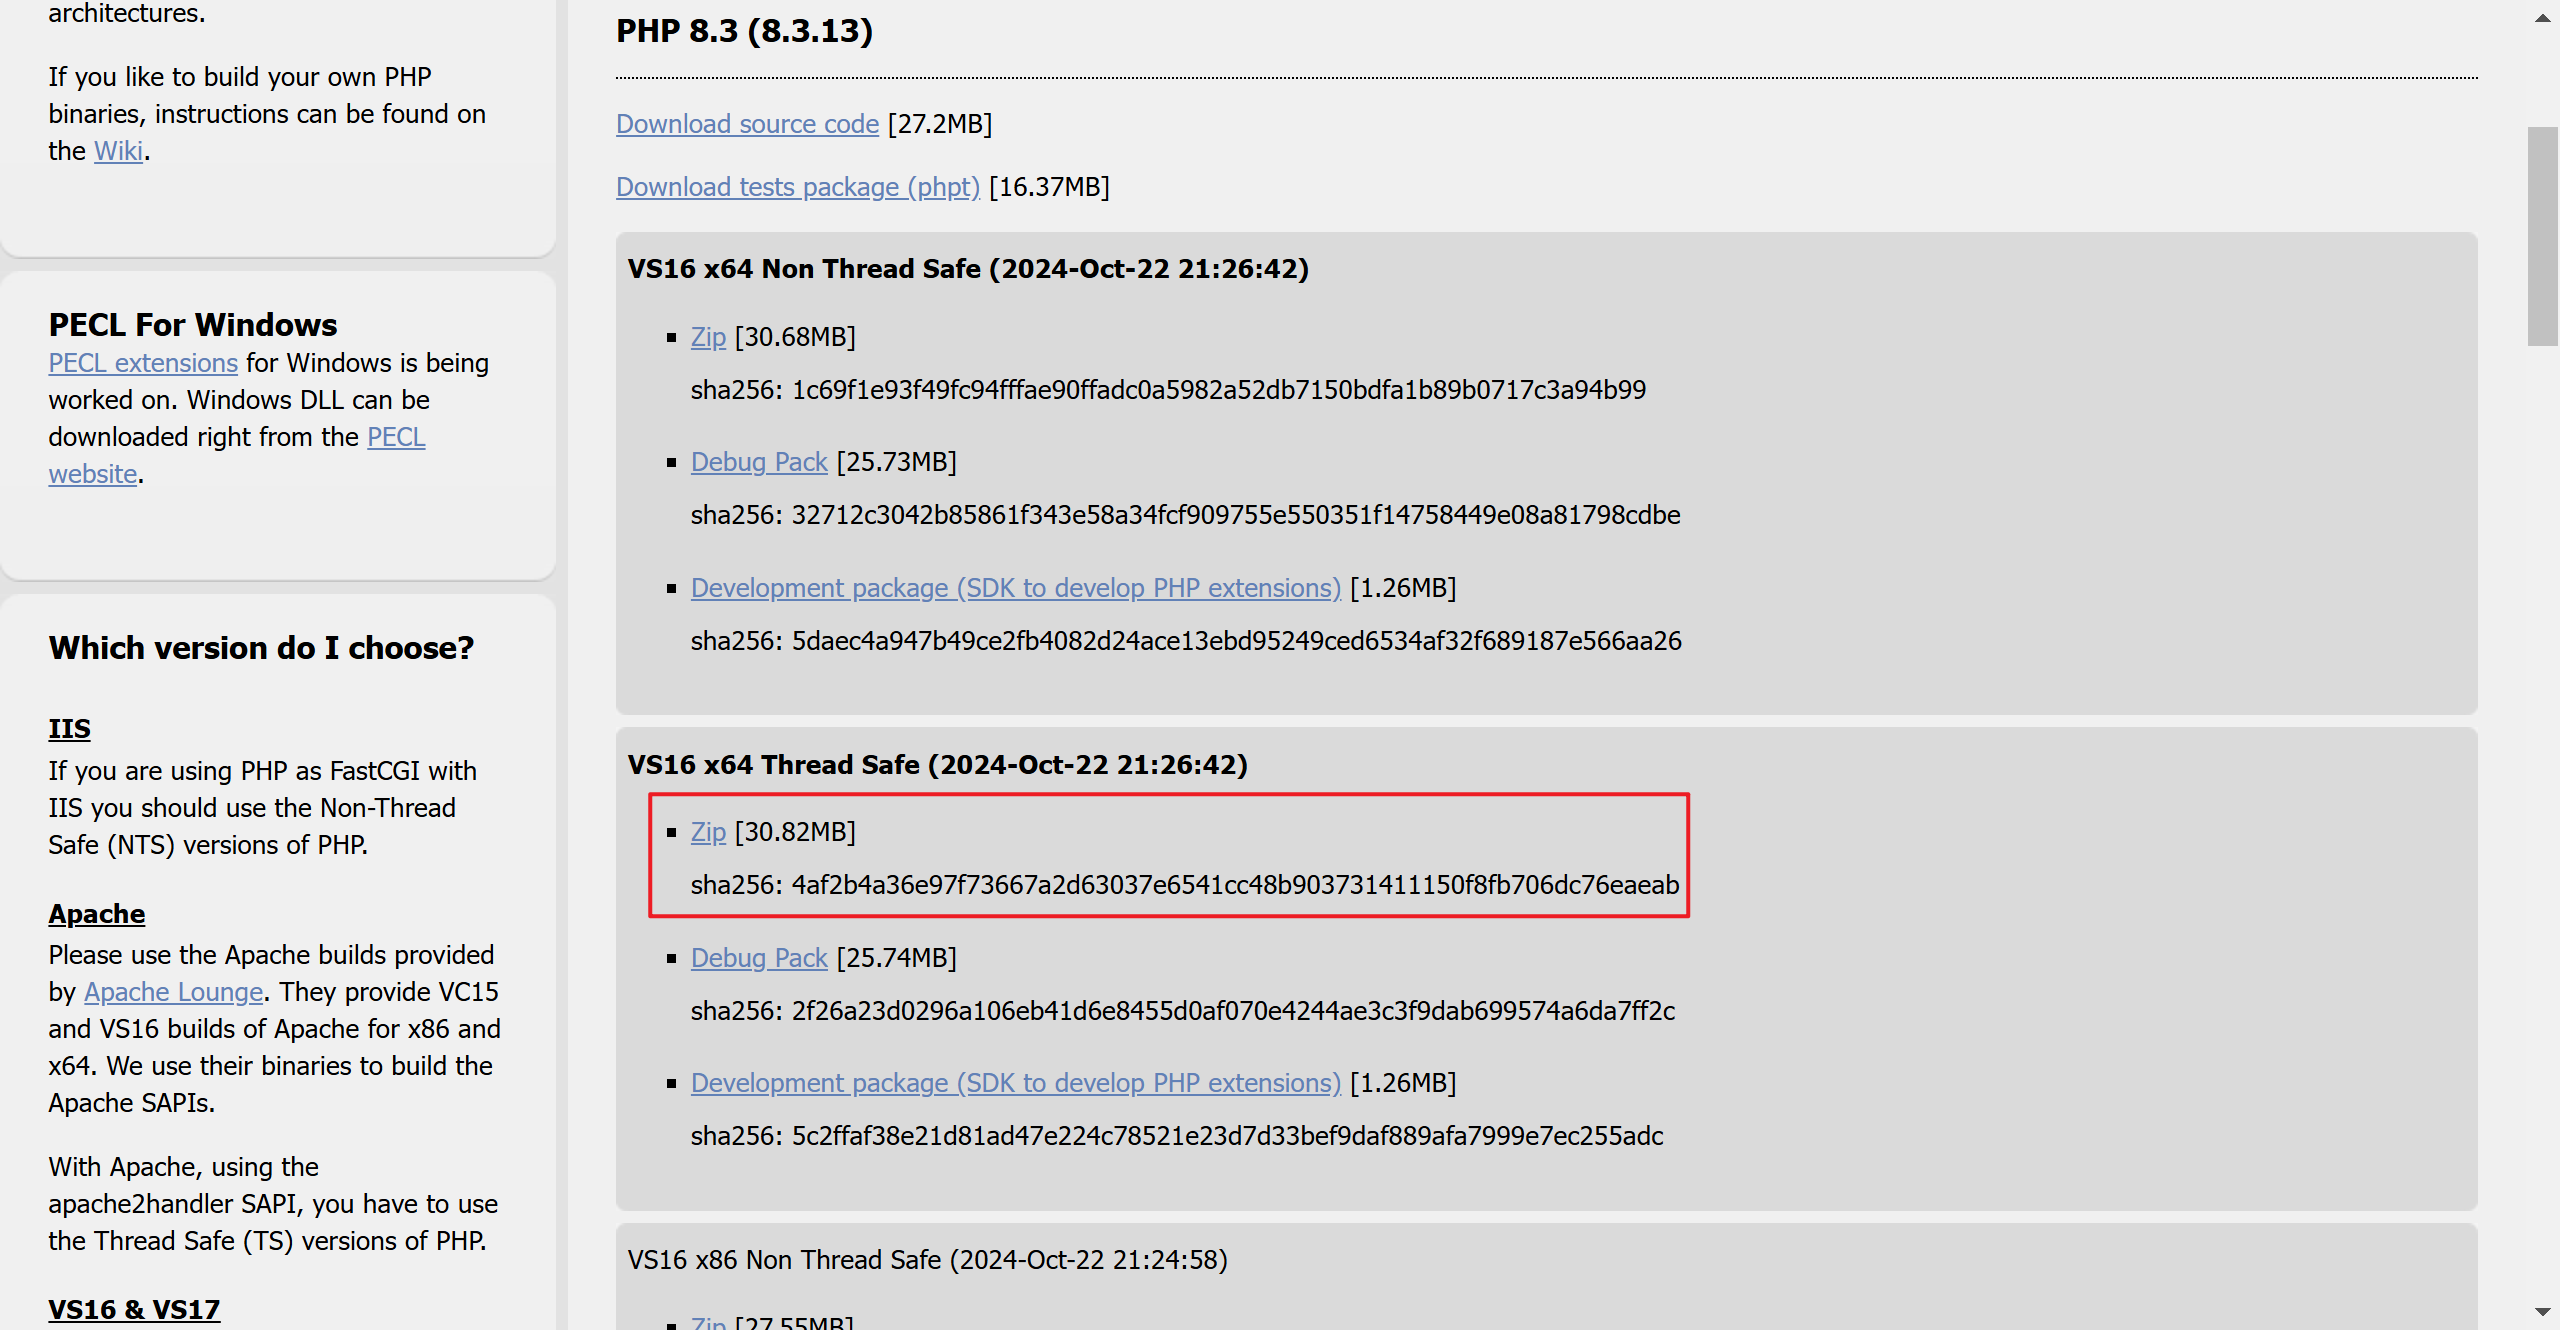 architectures.
If you like to build your own PHP
binaries, instructions can be found on
the Wiki.
PECL For Windows
PECL extensions for Windows is being
worked on. Windows DLL can be
downloaded right from the PECL
website.
Which version do I choose?
IIS
If you are using PHP as FastCGI with
IIS you should use the Non-Thread
Safe (NTS) versions of PHP.
Apache
Please use the Apache builds provided
by Apache Lounge. They provide VC15
and VS16 builds of Apache for x86 and
x64. We use their binaries to build the
Apache SAPIs.
With Apache, using the
apache2handler SAPI, you have to use
the Thread Safe (TS) versions of PHP.
VS16 & VS17
PHP 8.3 (8.3.13)
Download source code [27.2MB]
Download tests package (phpt) [16.37MB]
VS16 x64 Non Thread Safe (2024-Oct-22 21:26:42)
Zip [30.68MB]
sha256: 1c69f1e93f49fc94fffae90ffadc0a5982a52db7150bdfa1b89b0717c3a94b99
Debug Pack [25.73MB]
sha256: 32712c3042b85861f343e58a34fcf909755e550351f14758449e08a81798cdbe
Development package (SDK to develop PHP extensions) [1.26MB]
sha256: 5daec4a947b49ce2fb4082d24ace13ebd95249ced6534af32f689187e566aa26
VS16 x64 Thread Safe (2024-Oct-22 21:26:42)
Zip [30.82MB]
sha256: 4af2b4a36e97f73667a2d63037e6541cc48b903731411150f8fb706dc76eaeab
Debug Pack [25.74MB]
sha256: 2f26a23d0296a106eb41d6e8455d0af070e4244ae3c3f9dab699574a6da7ff2c
Development package (SDK to develop PHP extensions) [1.26MB]
sha256: 5c2ffaf38e21d81ad47e224c78521e23d7d33bef9daf889afa7999e7ec255adc
VS16 x86 Non Thread Safe (2024-Oct-22 21:24:58)
Zip [27.55MB]